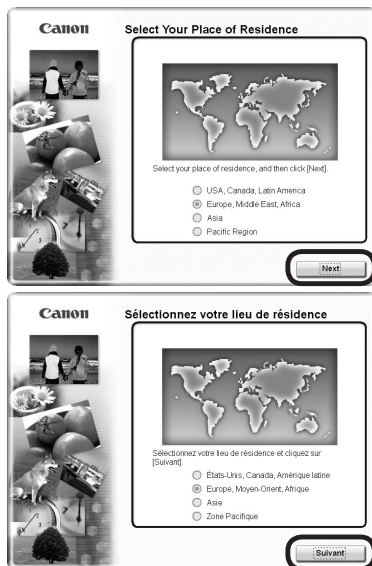 Canon
Select Your Place of Residence
Select your place of residence, and then click [Next].
USA, Canada, Latin America
Europe, Middle East, Africa
Asia
Pacific Region
Next
Canon
Sélectionnez votre lieu de résidence
Sélectionnez votre lieu de résidence et cliquez sur
[Suivant].
États-Unis, Canada, Amérique latine
Europe, Moyen-Orient, Afrique
Asie
Zone Pacifique
Suivant